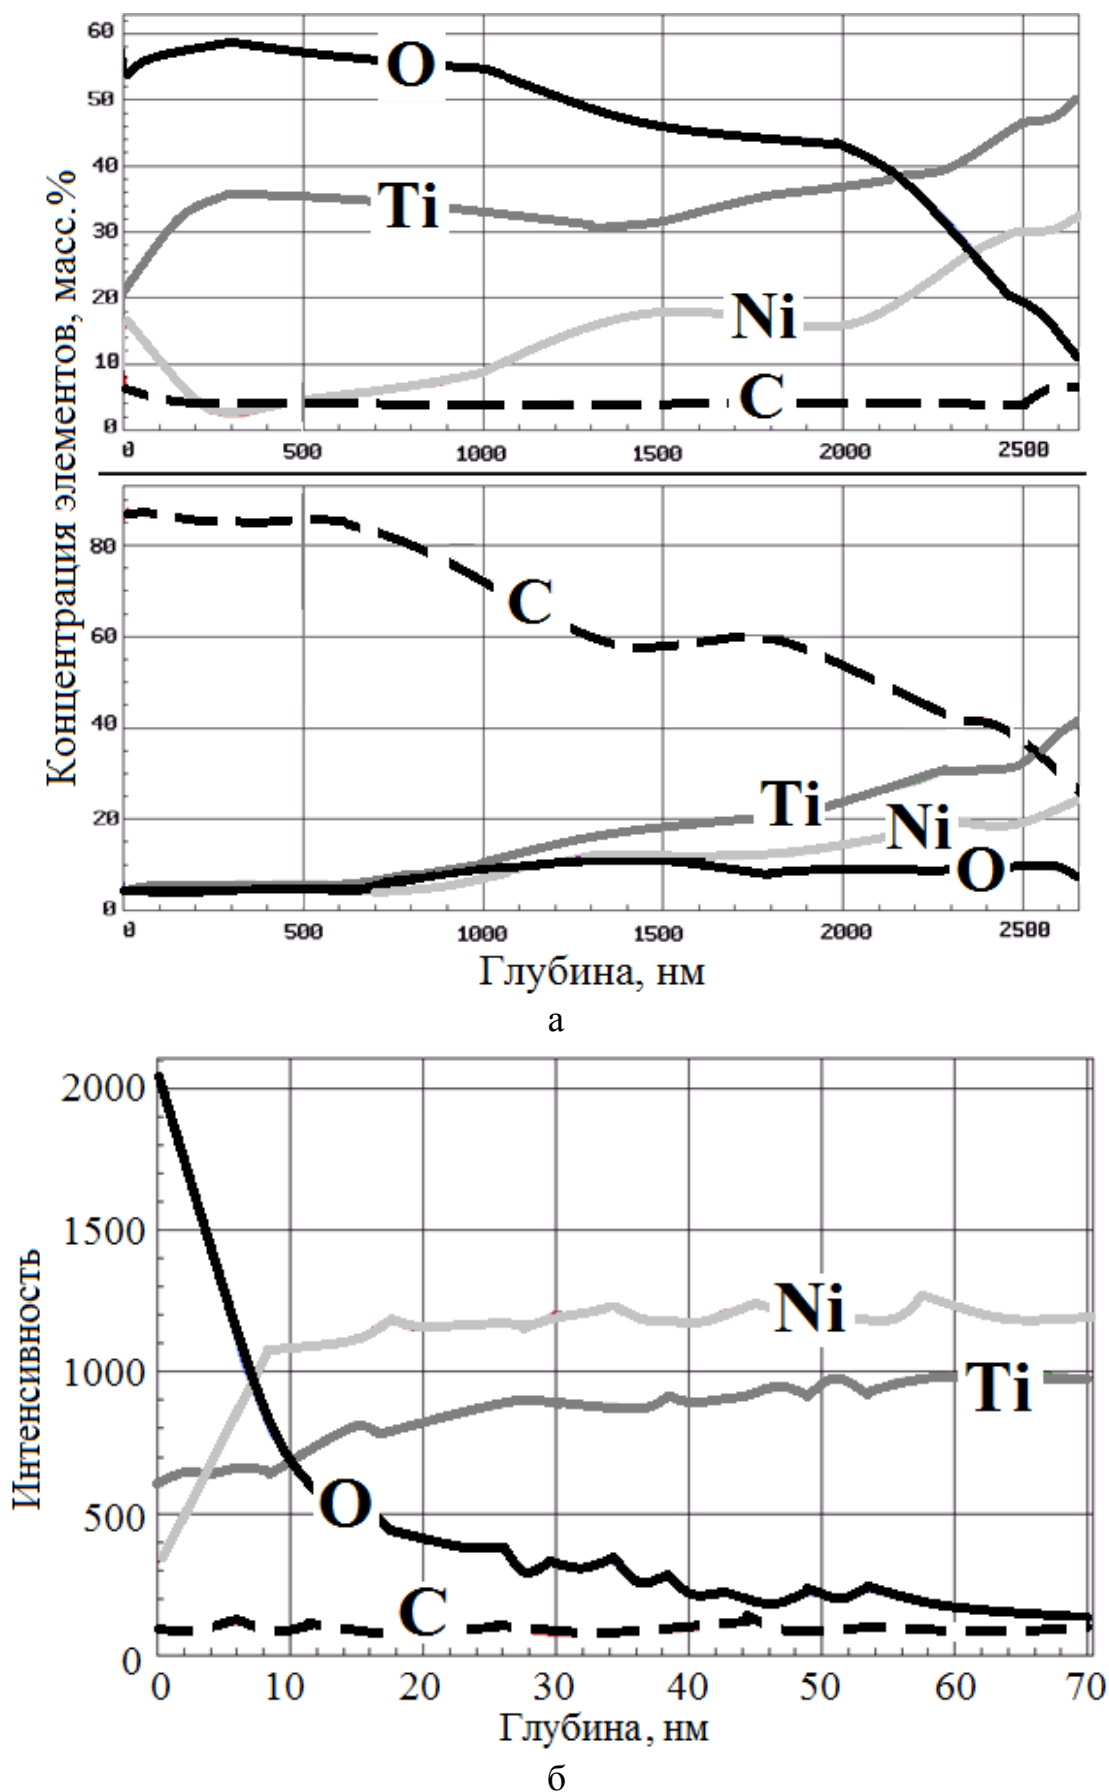 Концентрация элементов, масс.%
60
50
40
30
20
10
0
O
Ti
Ni
C
0 500 1000 1500 2000 2500
80
60
40
20
0
C
Ti
Ni
O
0 500 1000 1500 2000 2500
Глубина, нм
а
Интенсивность
2000
1500
1000
500
0
Ni
Ti
O
C
0 10 20 30 40 50 60 70
Глубина, нм
б